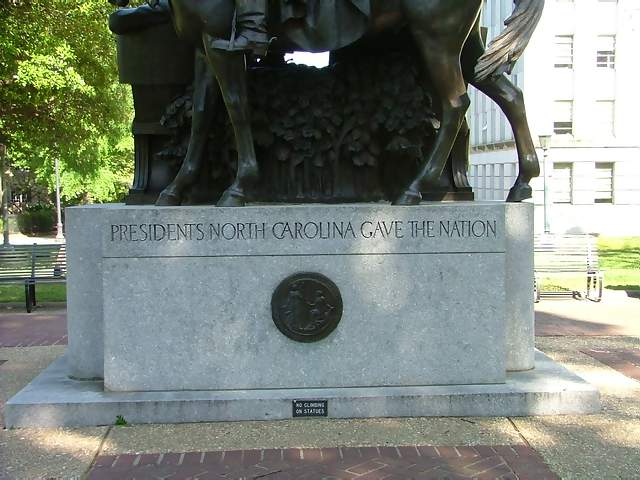 PRESIDENTS NORTH CAROLINA GAVE THE NATION
NO CLIMBING
ON STATUES